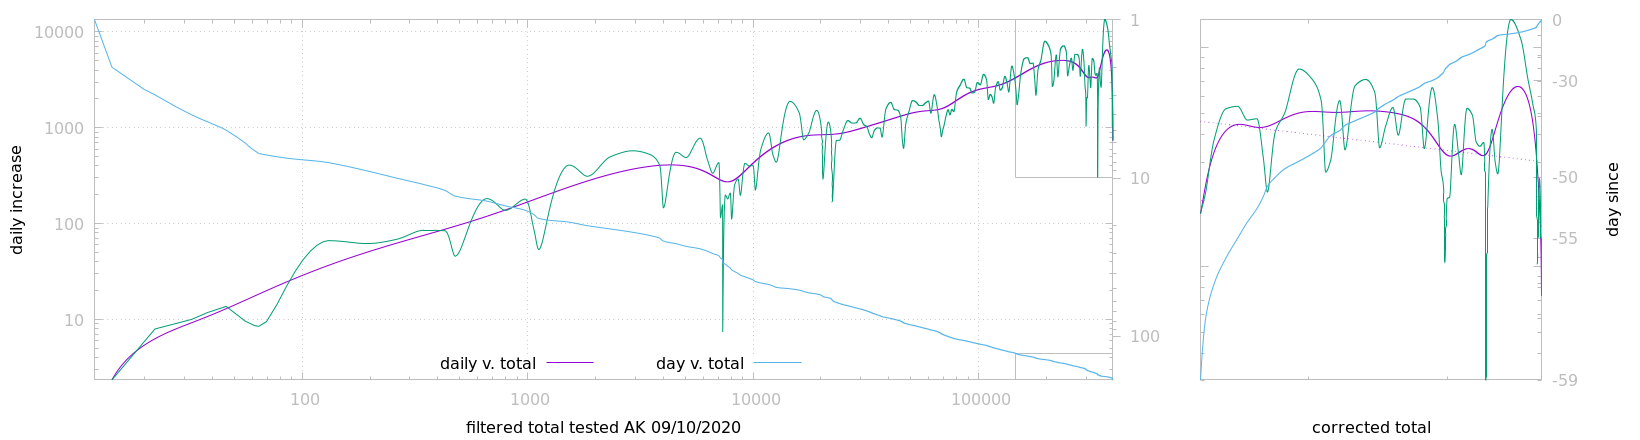 10000
1000
100
10
daily increase
1
10
100
daily v. total
day v. total
100
1000
10000
100000
filtered total tested AK 09/10/2020
0
-30
-50
-55
-59
day since
corrected total